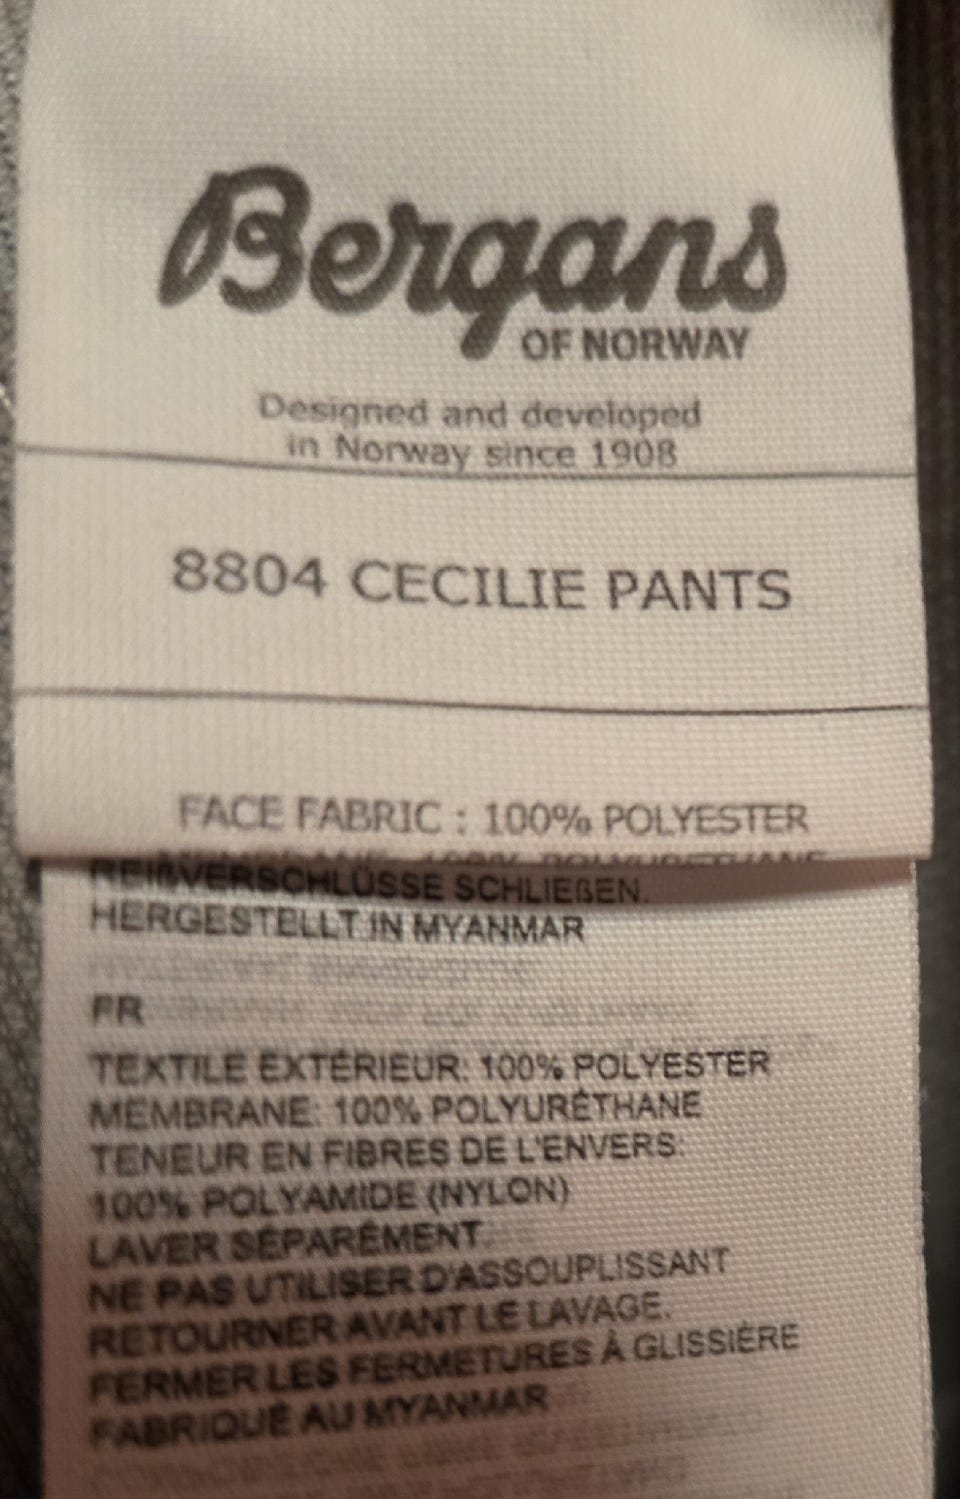 Bergans
OF NORWAY
Designed and developed
in Norway since 1908
8804 CECILIE PANTS
FACE FABRIC : 100% POLYESTER
REIßVERSCHLÜSSE SCHLIEßEN.
HERGESTELLT IN MYANMAR
FR
TEXTILE EXTÉRIEUR: 100% POLYESTER
MEMBRANE: 100% POLYURÉTHANE
TENEUR EN FIBRES DE L'ENVERS:
100% POLYAMIDE (NYLON)
LAVER SÉPARÉMENT.
NE PAS UTILISER D'ASSOUPLISSANT
RETOURNER AVANT LE LAVAGE.
FERMER LES FERMETURES À GLISSIÈRE
FABRIQUÉ AU MYANMAR